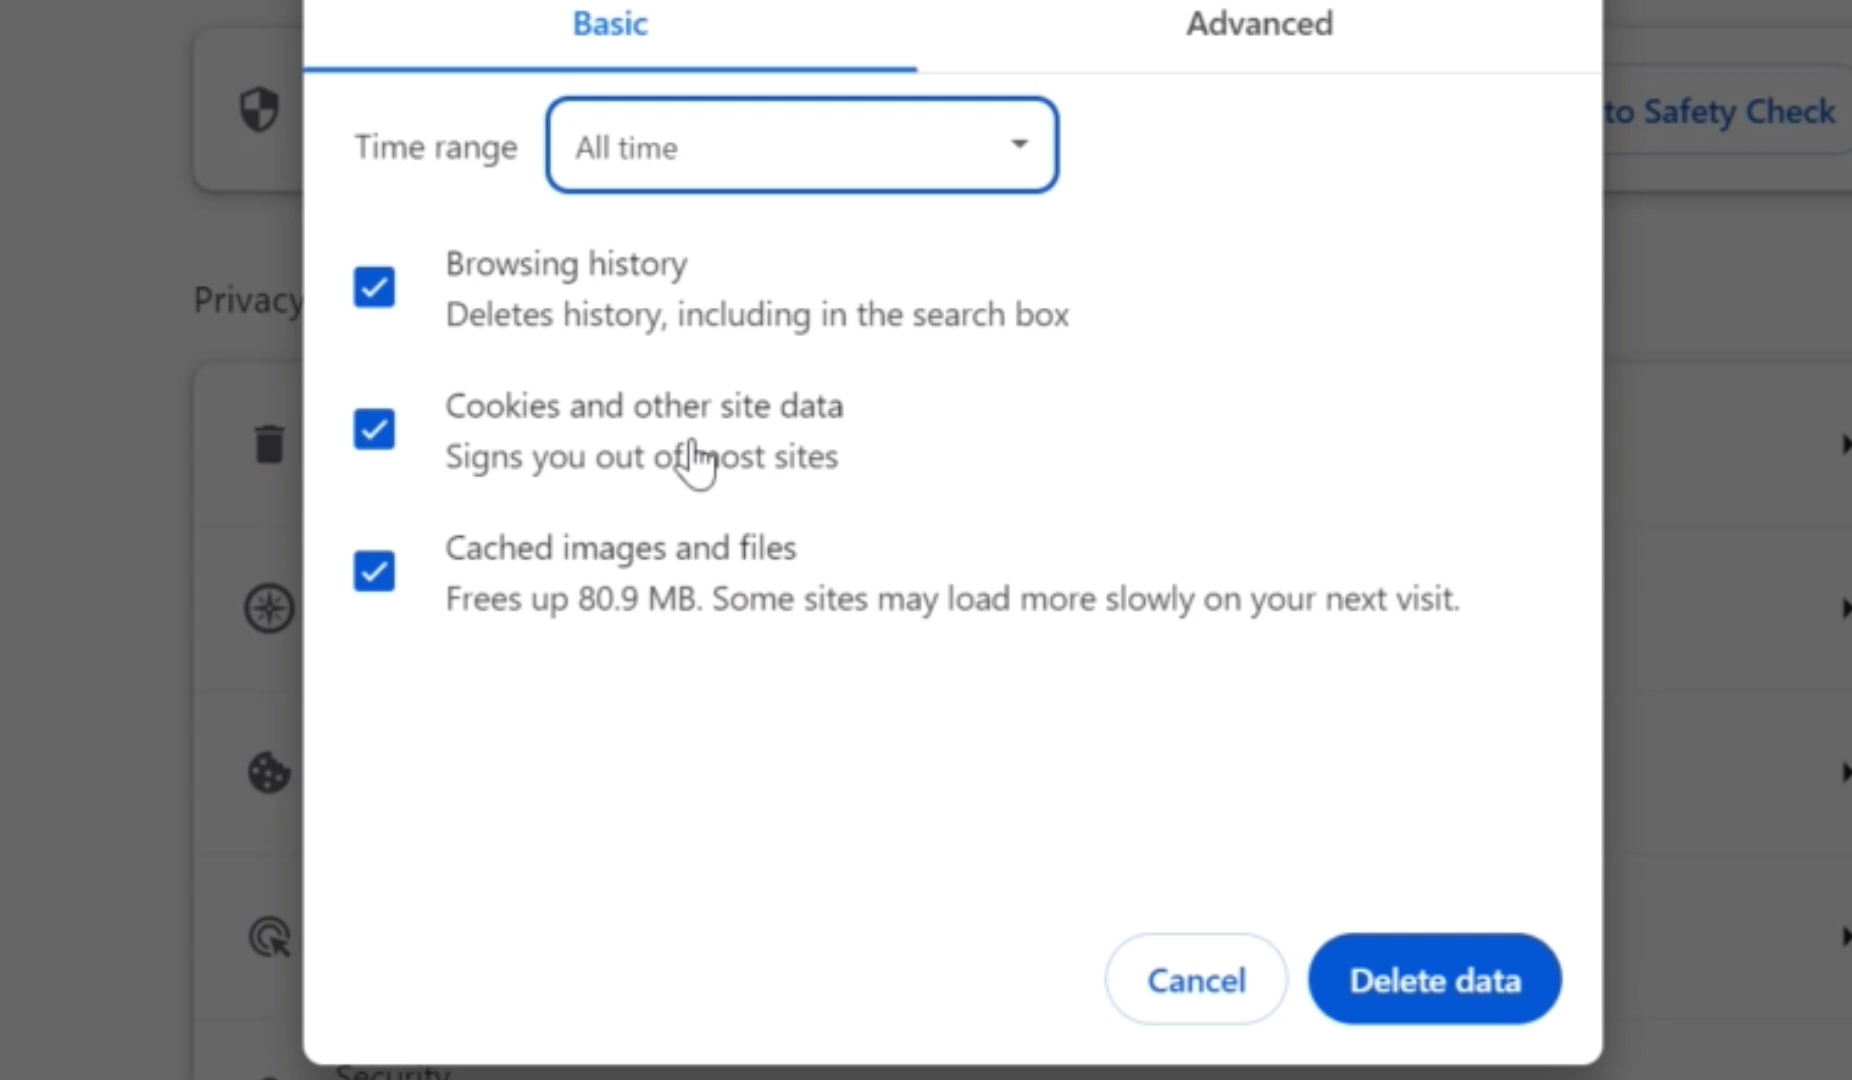 Basic
Advanced
to Safety Check
Time range
All time
Browsing history
Deletes history, including in the search box
Privacy
Cookies and other site data
Signs you out of most sites
Cached images and files
Frees up 80.9 MB. Some sites may load more slowly on your next visit.
Cancel
Delete data
Security